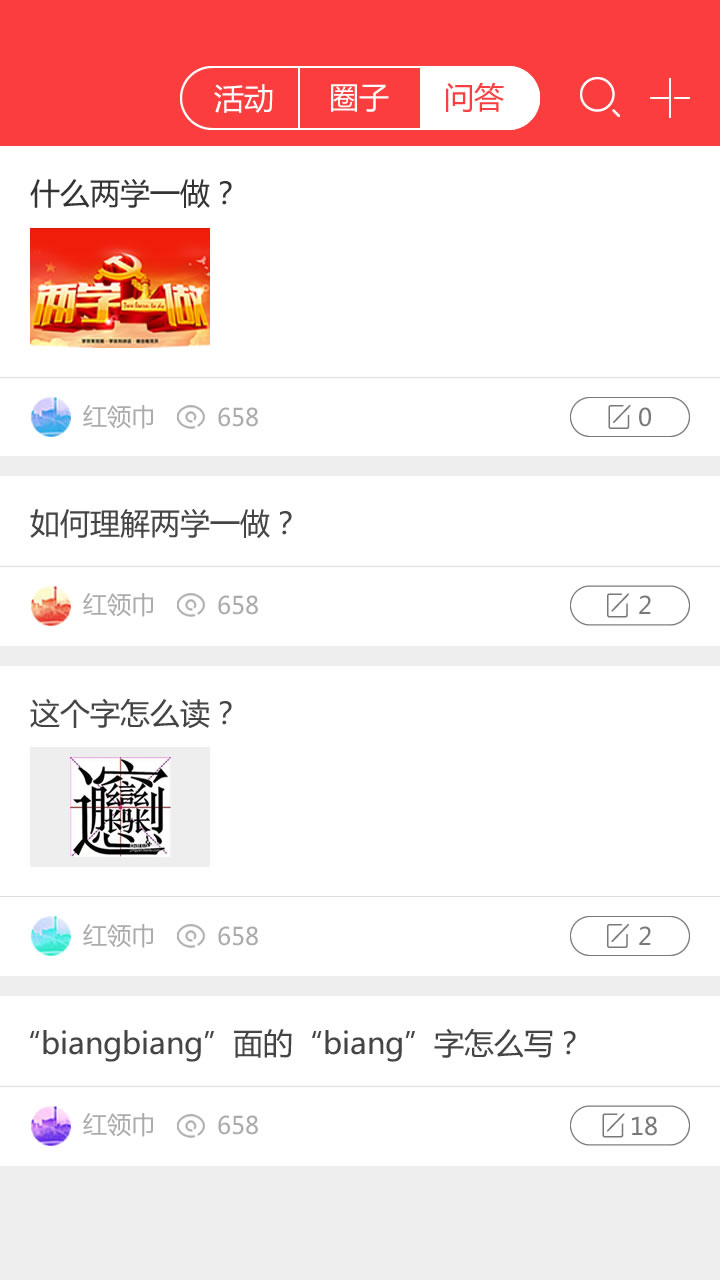 活动 圈子 问答
什么两学一做？
两学一做
红领巾 658 0
如何理解两学一做？
红领巾 658 2
这个字怎么读？
红领巾 658 2
“biangbiang”面的“biang”字怎么写？
红领巾 658 18